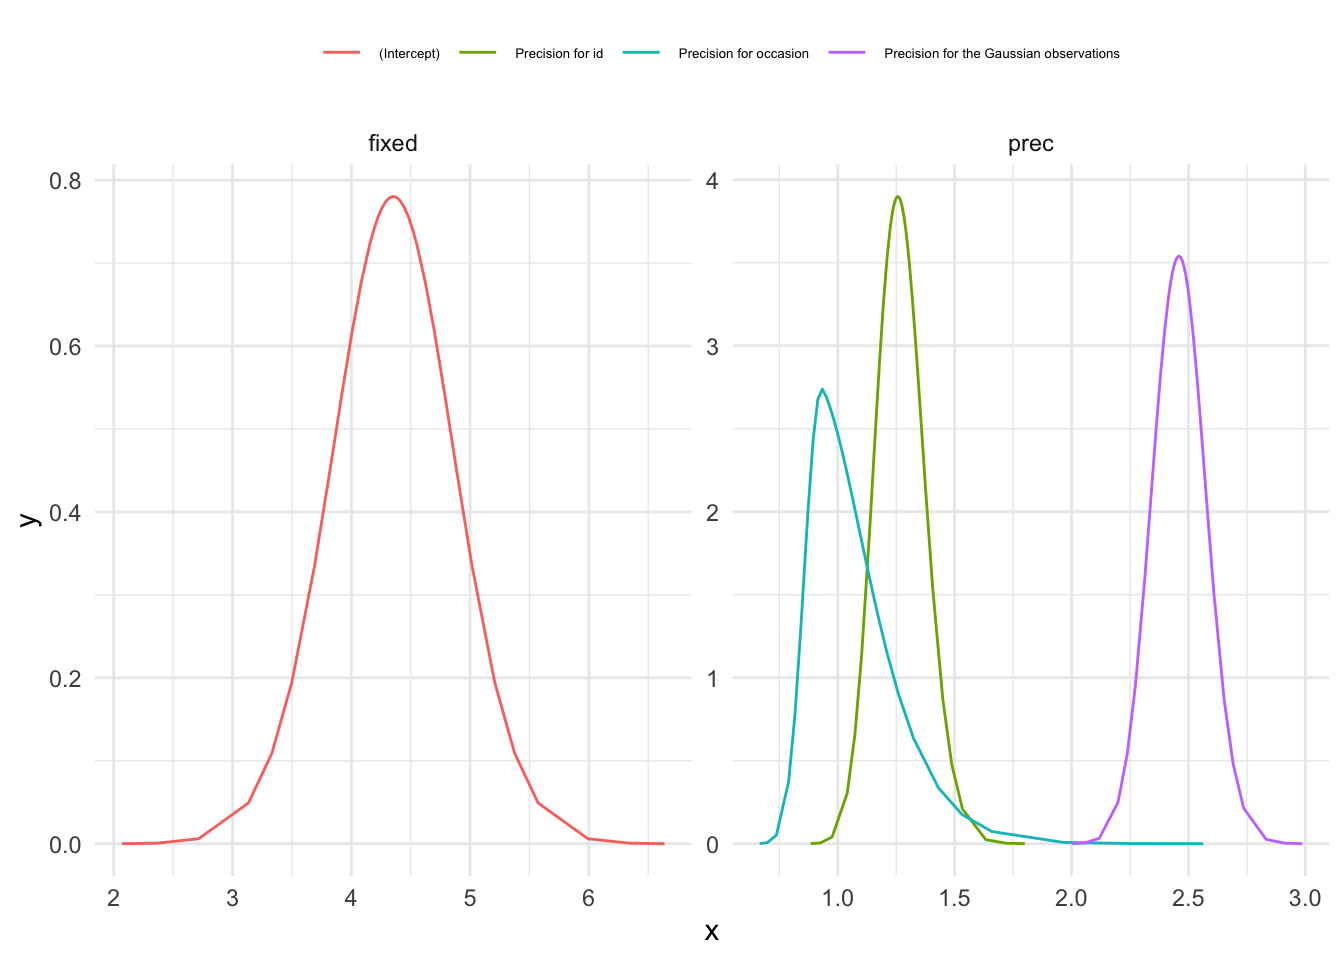 (Intercept) Precision for id Precision for occasion Precision for the Gaussian observations
fixed prec
0.8 4
0.6 3
0.4 2
0.2 1
0.0 0
y
2 3 4 5 6 1.0 1.5 2.0 2.5 3.0
x